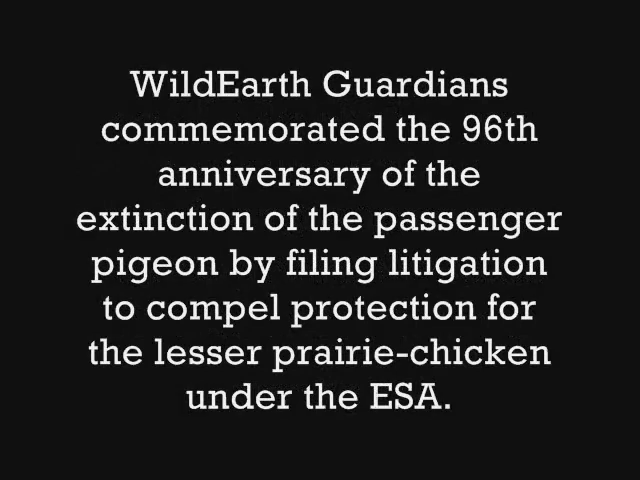 WildEarth Guardians
commemorated the 96th
anniversary of the
extinction of the passenger
pigeon by filing litigation
to compel protection for
the lesser prairie-chicken
under the ESA.